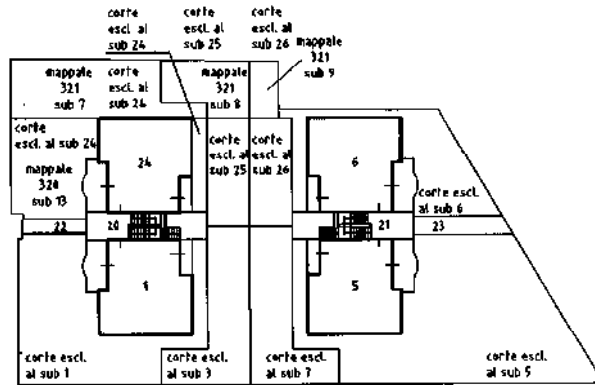 corte
escl. al
sub 24
corte
escl. al
sub 25
corte
escl. al
sub 26
mappale
321
sub 9
mappale
321
sub 7
corte
escl. al
sub 24
mappale
321
sub 8
corte
escl. al sub 24
mappale
320
sub 13
24
corte
escl. al
sub 25
corte
escl. al
sub 26
6
corte escl.
al sub 6
22
20
21
23
1
5
corte escl.
al sub 1
corte escl.
al sub 3
corte escl.
al sub 7
corte escl.
al sub 5